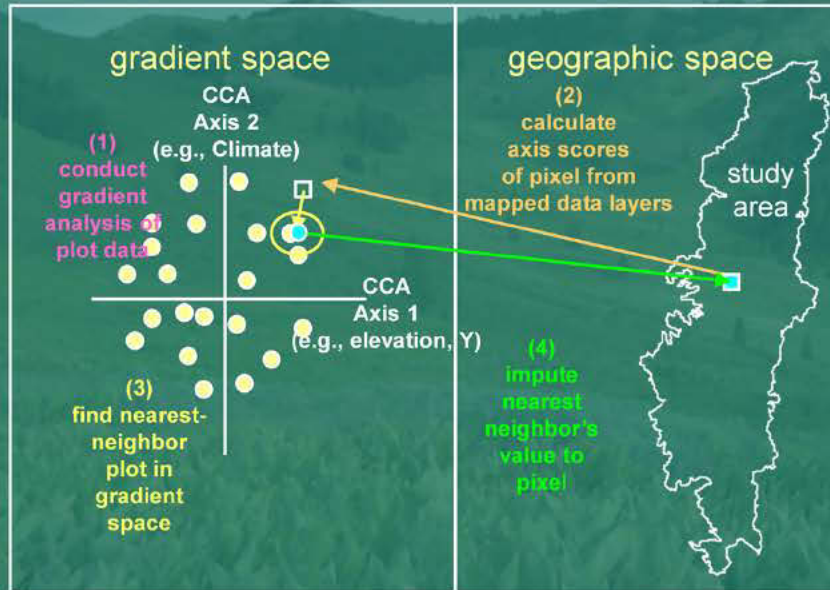 gradient space
CCA
Axis 2
(e.g., Climate)
(1)
conduct
gradient
analysis of
plot data
CCA
Axis 1
(e.g., elevation, Y)
(3)
find nearest-
neighbor
plot in
gradient
space
geographic space
(2)
calculate
axis scores
of pixel from
mapped data layers
study
area
(4)
impute
nearest
neighbor's
value to
pixel